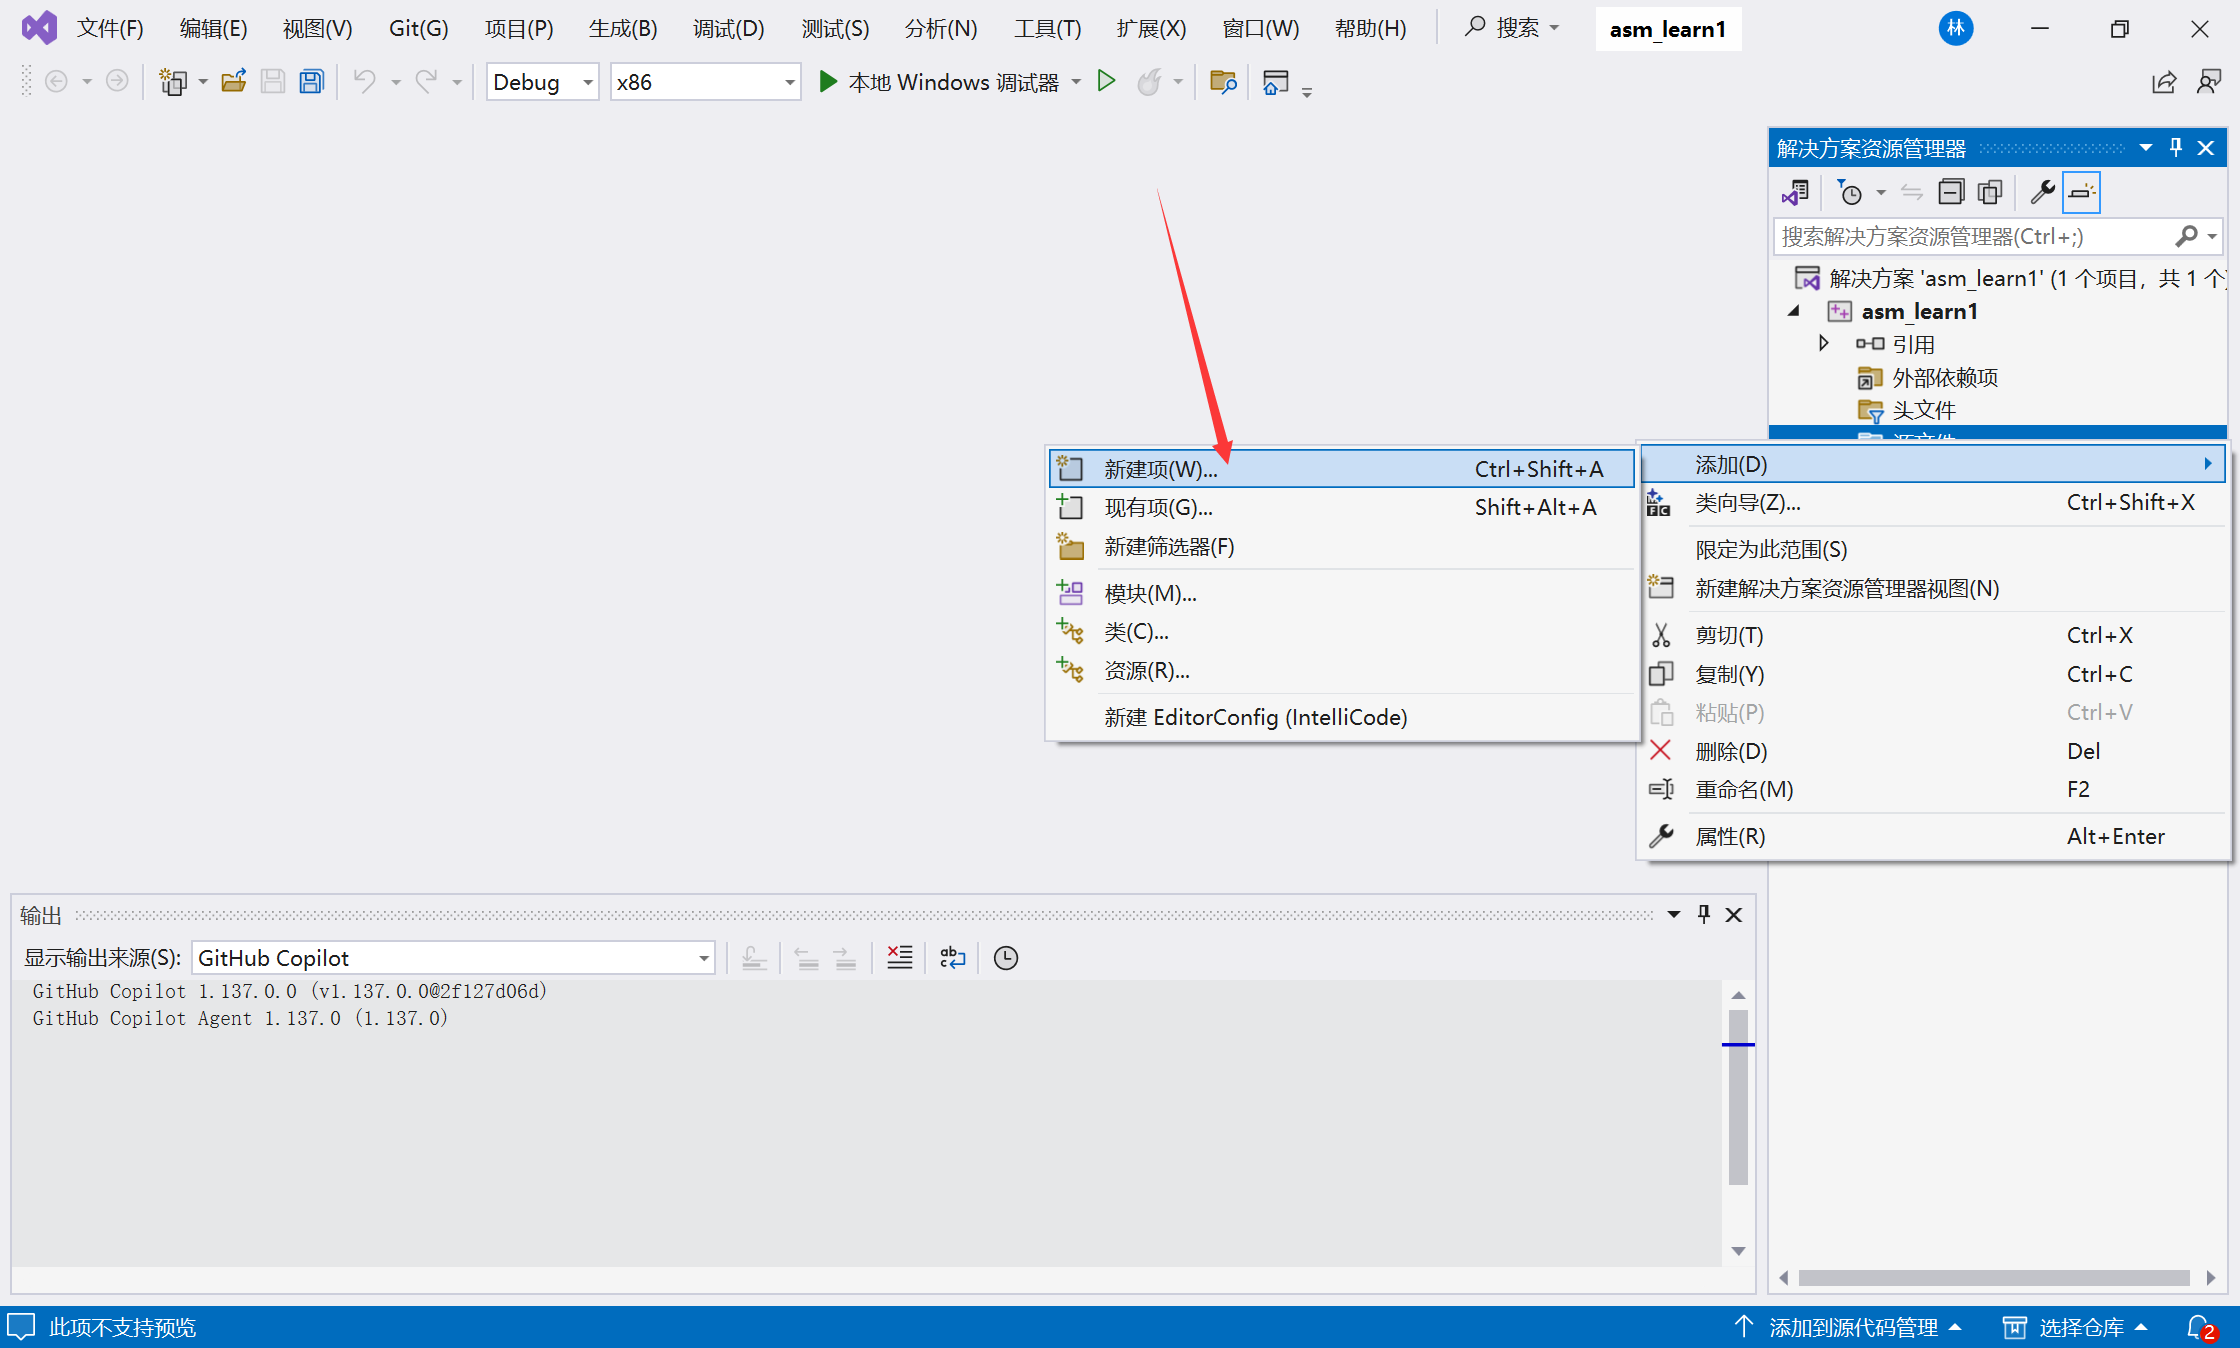 文件(F) 编辑(E) 视图(V) Git(G) 项目(P) 生成(B) 调试(D) 测试(S) 分析(N) 工具(T) 扩展(X) 窗口(W) 帮助(H) 搜索 asm_learn1 林
Debug x86 本地 Windows 调试器
解决方案资源管理器
搜索解决方案资源管理器(Ctrl+;)
解决方案 'asm_learn1' (1 个项目，共 1 个)
asm_learn1
引用
外部依赖项
头文件
源文件
添加(D)
类向导(Z)... Ctrl+Shift+X
限定为此范围(S)
新建解决方案资源管理器视图(N)
剪切(T) Ctrl+X
复制(Y) Ctrl+C
粘贴(P) Ctrl+V
删除(D) Del
重命名(M) F2
属性(R) Alt+Enter
新建项(W)... Ctrl+Shift+A
现有项(G)... Shift+Alt+A
新建筛选器(F)
模块(M)...
类(C)...
资源(R)...
新建 EditorConfig (IntelliCode)
输出
显示输出来源(S): GitHub Copilot
GitHub Copilot 1.137.0.0 (v1.137.0.0@2f127d06d)
GitHub Copilot Agent 1.137.0 (1.137.0)
此项不支持预览 添加到源代码管理 选择仓库 2